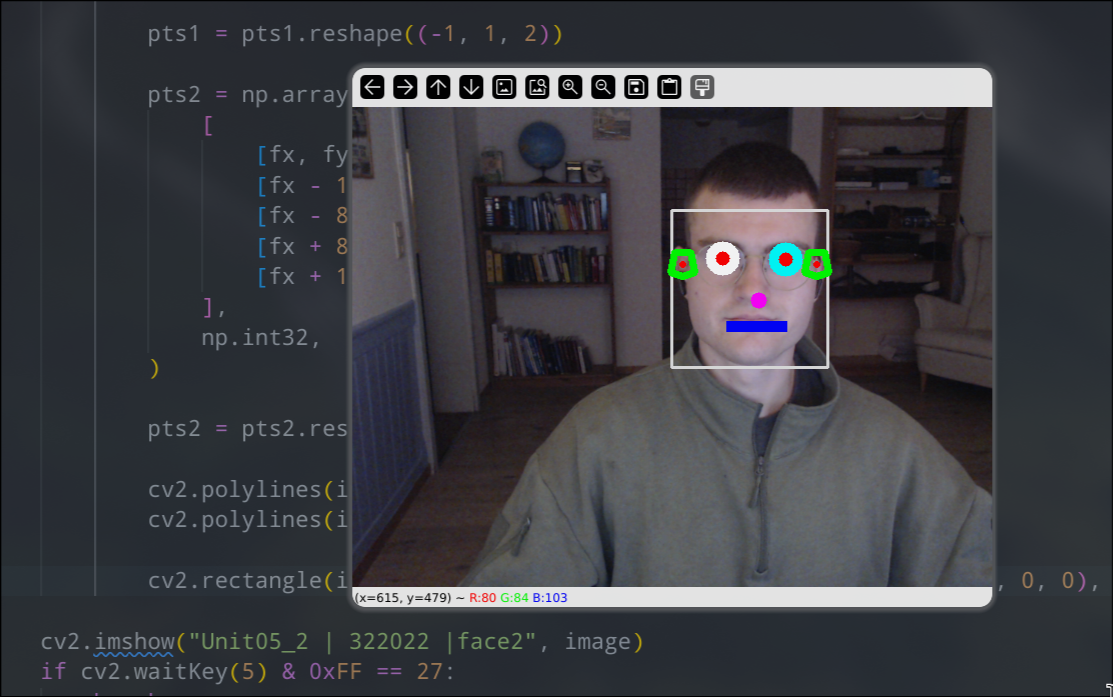 pts1 = pts1.reshape((-1, 1, 2))
pts2 = np.array
[
[fx, fy
[fx - 1
[fx - 8
[fx + 8
[fx + 1
],
np.int32,
)
pts2 = pts2.res
cv2.polylines(i
cv2.polylines(i
cv2.rectangle(i
, 0, 0),
(x=615, y=479) ~ R:80 G:84 B:103
cv2.imshow("Unit05_2 | 322022 |face2", image)
if cv2.waitKey(5) & 0xFF == 27: